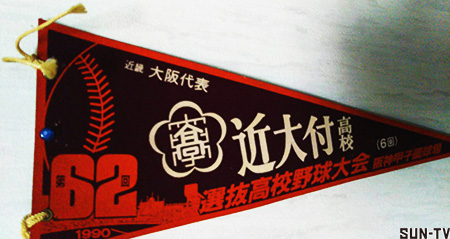 近畿 大阪代表
高
近大付高校
(6回)
第62回
選抜高校野球大会 阪神甲子園球場
1990
SUN-TV